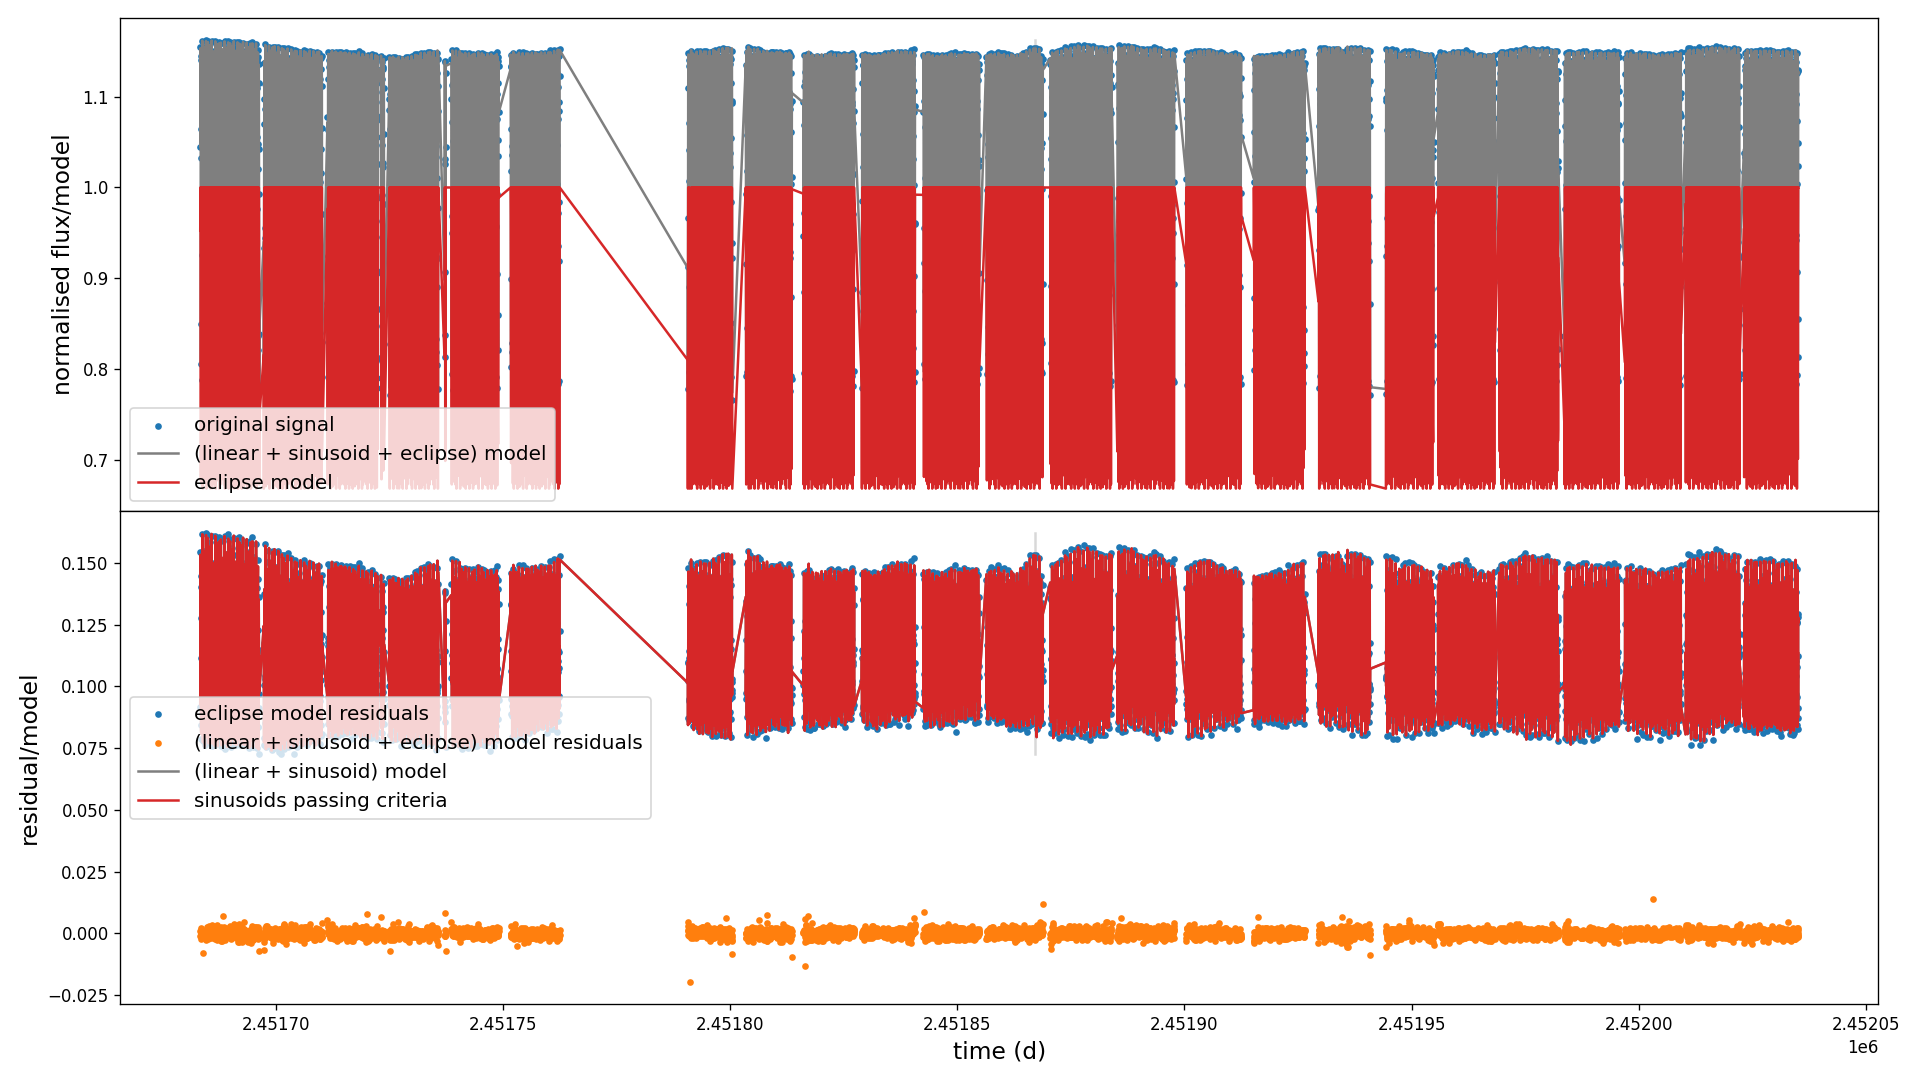 normalised flux/model
1.1
1.0
0.9
0.8
0.7
original signal
(linear + sinusoid + eclipse) model
eclipse model
residual/model
0.150
0.125
0.100
0.075
0.050
0.025
0.000
−0.025
eclipse model residuals
(linear + sinusoid + eclipse) model residuals
(linear + sinusoid) model
sinusoids passing criteria
2.45170 2.45175 2.45180 2.45185 2.45190 2.45195 2.45200 2.45205
1e6
time (d)